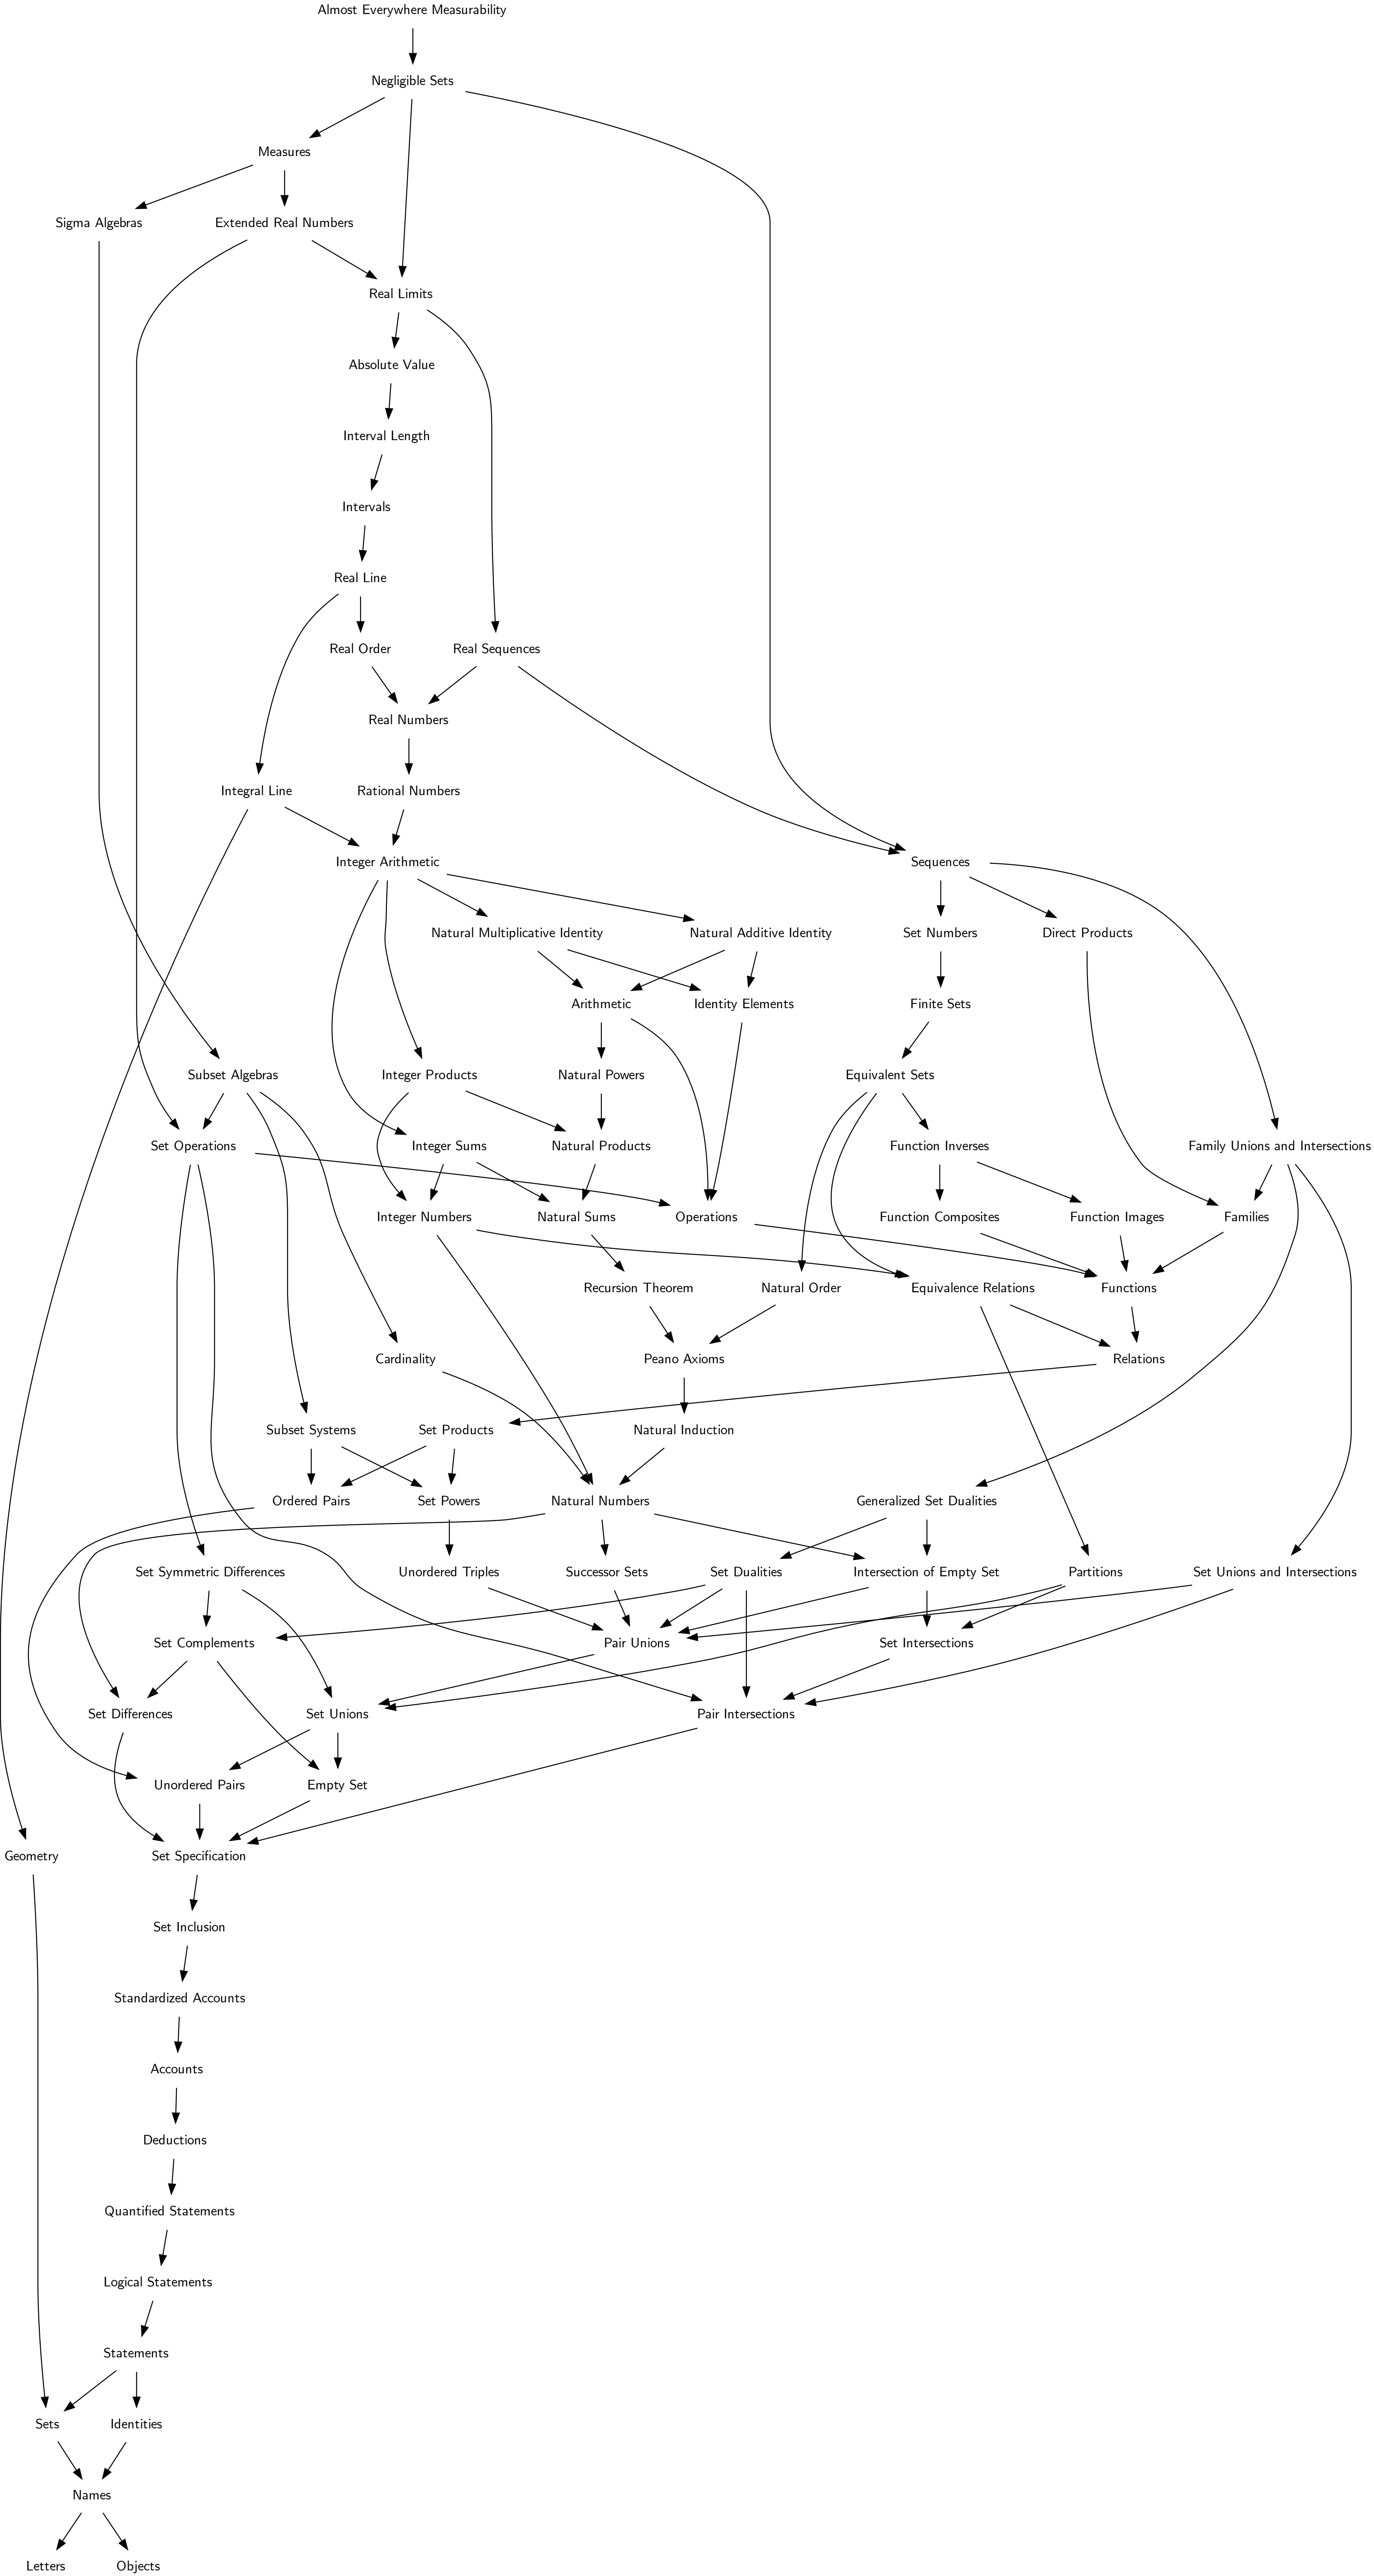 Almost Everywhere Measurability
Negligible Sets
Measures
Sigma Algebras
Extended Real Numbers
Real Limits
Absolute Value
Interval Length
Intervals
Real Line
Real Order
Real Sequences
Real Numbers
Integral Line
Rational Numbers
Integer Arithmetic
Sequences
Natural Multiplicative Identity
Natural Additive Identity
Set Numbers
Direct Products
Arithmetic
Identity Elements
Finite Sets
Subset Algebras
Integer Products
Natural Powers
Equivalent Sets
Set Operations
Integer Sums
Natural Products
Function Inverses
Family Unions and Intersections
Integer Numbers
Natural Sums
Operations
Function Composites
Function Images
Families
Recursion Theorem
Natural Order
Equivalence Relations
Functions
Cardinality
Peano Axioms
Relations
Subset Systems
Set Products
Natural Induction
Ordered Pairs
Set Powers
Natural Numbers
Generalized Set Dualities
Set Symmetric Differences
Unordered Triples
Successor Sets
Set Dualities
Intersection of Empty Set
Partitions
Set Unions and Intersections
Set Complements
Pair Unions
Set Intersections
Set Differences
Set Unions
Pair Intersections
Unordered Pairs
Empty Set
Geometry
Set Specification
Set Inclusion
Standardized Accounts
Accounts
Deductions
Quantified Statements
Logical Statements
Statements
Sets
Identities
Names
Letters
Objects